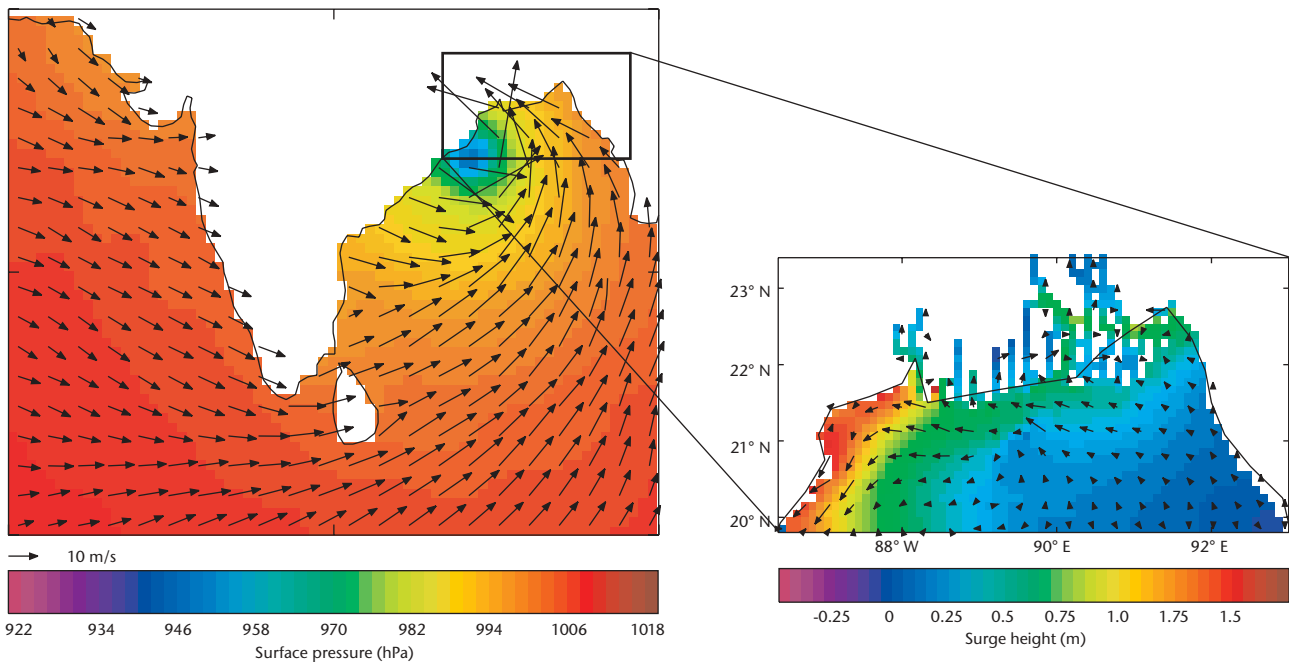 10 m/s
922 934 946 958 970 982 994 1006 1018
Surface pressure (hPa)
23° N
22° N
21° N
20° N
88° W 90° E 92° E
-0.25 0 0.25 0.5 0.75 1.0 1.75 1.5
Surge height (m)